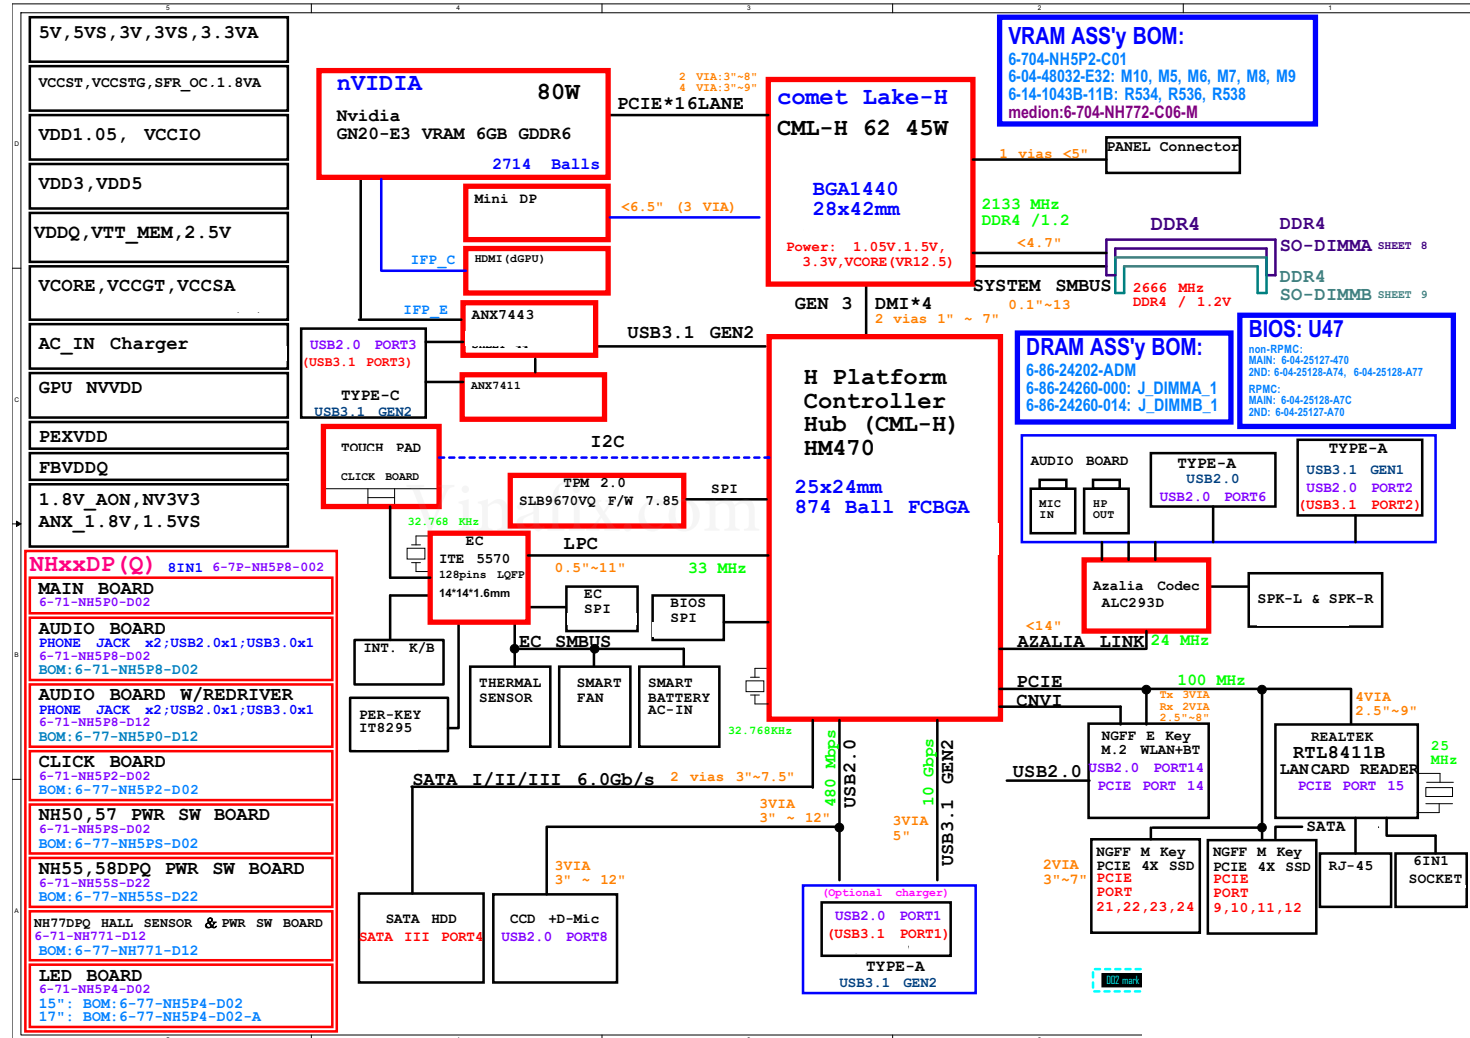 5 4 3 2 1
5V,5VS,3V,3VS,3.3VA
VCCST,VCCSTG,SFR_OC.1.8VA
VDD1.05, VCCIO
VDD3,VDD5
VDDQ,VTT_MEM,2.5V
VCORE,VCCGT,VCCSA
AC_IN Charger
GPU NVVDD
PEXVDD
FBVDDQ
1.8V_AON,NV3V3
ANX_1.8V,1.5VS
NHxxDP(Q) 8IN1 6-7P-NH5P8-002
MAIN BOARD
6-71-NH5P0-D02
AUDIO BOARD
PHONE JACK x2;USB2.0x1;USB3.0x1
6-71-NH5P8-D02
BOM:6-71-NH5P8-D02
AUDIO BOARD W/REDRIVER
PHONE JACK x2;USB2.0x1;USB3.0x1
6-71-NH5P8-D12
BOM:6-77-NH5P0-D12
CLICK BOARD
6-71-NH5P2-D02
BOM:6-77-NH5P2-D02
NH50,57 PWR SW BOARD
6-71-NH5PS-D02
BOM:6-77-NH5PS-D02
NH55,58DPQ PWR SW BOARD
6-71-NH55S-D22
BOM:6-77-NH55S-D22
NH77DPQ HALL SENSOR & PWR SW BOARD
6-71-NH771-D12
BOM:6-77-NH771-D12
LED BOARD
6-71-NH5P4-D02
15": BOM:6-77-NH5P4-D02
17": BOM:6-77-NH5P4-D02-A
nVIDIA 80W
Nvidia
GN20-E3 VRAM 6GB GDDR6
2714 Balls
2 VIA:3"~8"
4 VIA:3"~9"
PCIE*16LANE
comet Lake-H
CML-H 62 45W
BGA1440
28x42mm
Power: 1.05V.1.5V,
3.3V,VCORE(VR12.5)
VRAM ASS'y BOM:
6-704-NH5P2-C01
6-04-48032-E32: M10, M5, M6, M7, M8, M9
6-14-1043B-11B: R534, R536, R538
medion:6-704-NH772-C06-M
1 vias <5"
PANEL Connector
Mini DP
<6.5" (3 VIA)
IFP_C
HDMI(dGPU)
IFP_E
ANX7443
ANX7411
USB2.0 PORT3
(USB3.1 PORT3)
TYPE-C
USB3.1 GEN2
USB3.1 GEN2
2133 MHz
DDR4 /1.2
<4.7"
DDR4
DDR4
SO-DIMMA SHEET 8
DDR4
SO-DIMMB SHEET 9
SYSTEM SMBUS
0.1"~13
2666 MHz
DDR4 / 1.2V
GEN 3 DMI*4
2 vias 1" ~ 7"
DRAM ASS'y BOM:
6-86-24202-ADM
6-86-24260-000: J_DIMMA_1
6-86-24260-014: J_DIMMB_1
BIOS: U47
non-RPMC:
MAIN: 6-04-25127-470
2ND: 6-04-25128-A74, 6-04-25128-A77
RPMC:
MAIN: 6-04-25128-A7C
2ND: 6-04-25127-A70
H Platform
Controller
Hub (CML-H)
HM470
25x24mm
874 Ball FCBGA
TOUCH PAD
CLICK BOARD
I2C
TPM 2.0
SLB9670VQ F/W 7.85
SPI
Vinafix.com
32.768 KHz
EC
ITE 5570
128pins LQFP
14*14*1.6mm
LPC
0.5"~11"
33 MHz
EC
SPI
BIOS
SPI
INT. K/B
EC SMBUS
PER-KEY
IT8295
THERMAL
SENSOR
SMART
FAN
SMART
BATTERY
AC-IN
32.768KHz
AUDIO BOARD
MIC
IN
HP
OUT
TYPE-A
USB2.0
USB2.0 PORT6
TYPE-A
USB3.1 GEN1
USB2.0 PORT2
(USB3.1 PORT2)
Azalia Codec
ALC293D
SPK-L & SPK-R
<14"
AZALIA LINK
24 MHz
PCIE
100 MHz
CNVI
Tx 3VIA
Rx 2VIA
2.5"~8"
4VIA
2.5"~9"
NGFF E Key
M.2 WLAN+BT
USB2.0 PORT14
PCIE PORT 14
USB2.0
REALTEK
RTL8411B
LANCARD READER
PCIE PORT 15
25
MHz
SATA
2VIA
3"~7"
NGFF M Key
PCIE 4X SSD
PCIE
PORT
21,22,23,24
NGFF M Key
PCIE 4X SSD
PCIE
PORT
9,10,11,12
RJ-45
6IN1
SOCKET
SATA I/II/III 6.0Gb/s
2 vias 3"~7.5"
480 Mbps
USB2.0
10 Gbps
USB3.1 GEN2
3VIA
3" ~ 12"
3VIA
5"
3VIA
3" ~ 12"
SATA HDD
SATA III PORT4
CCD +D-Mic
USB2.0 PORT8
(Optional charger)
USB2.0 PORT1
(USB3.1 PORT1)
TYPE-A
USB3.1 GEN2
D02 mark
D
C
B
A